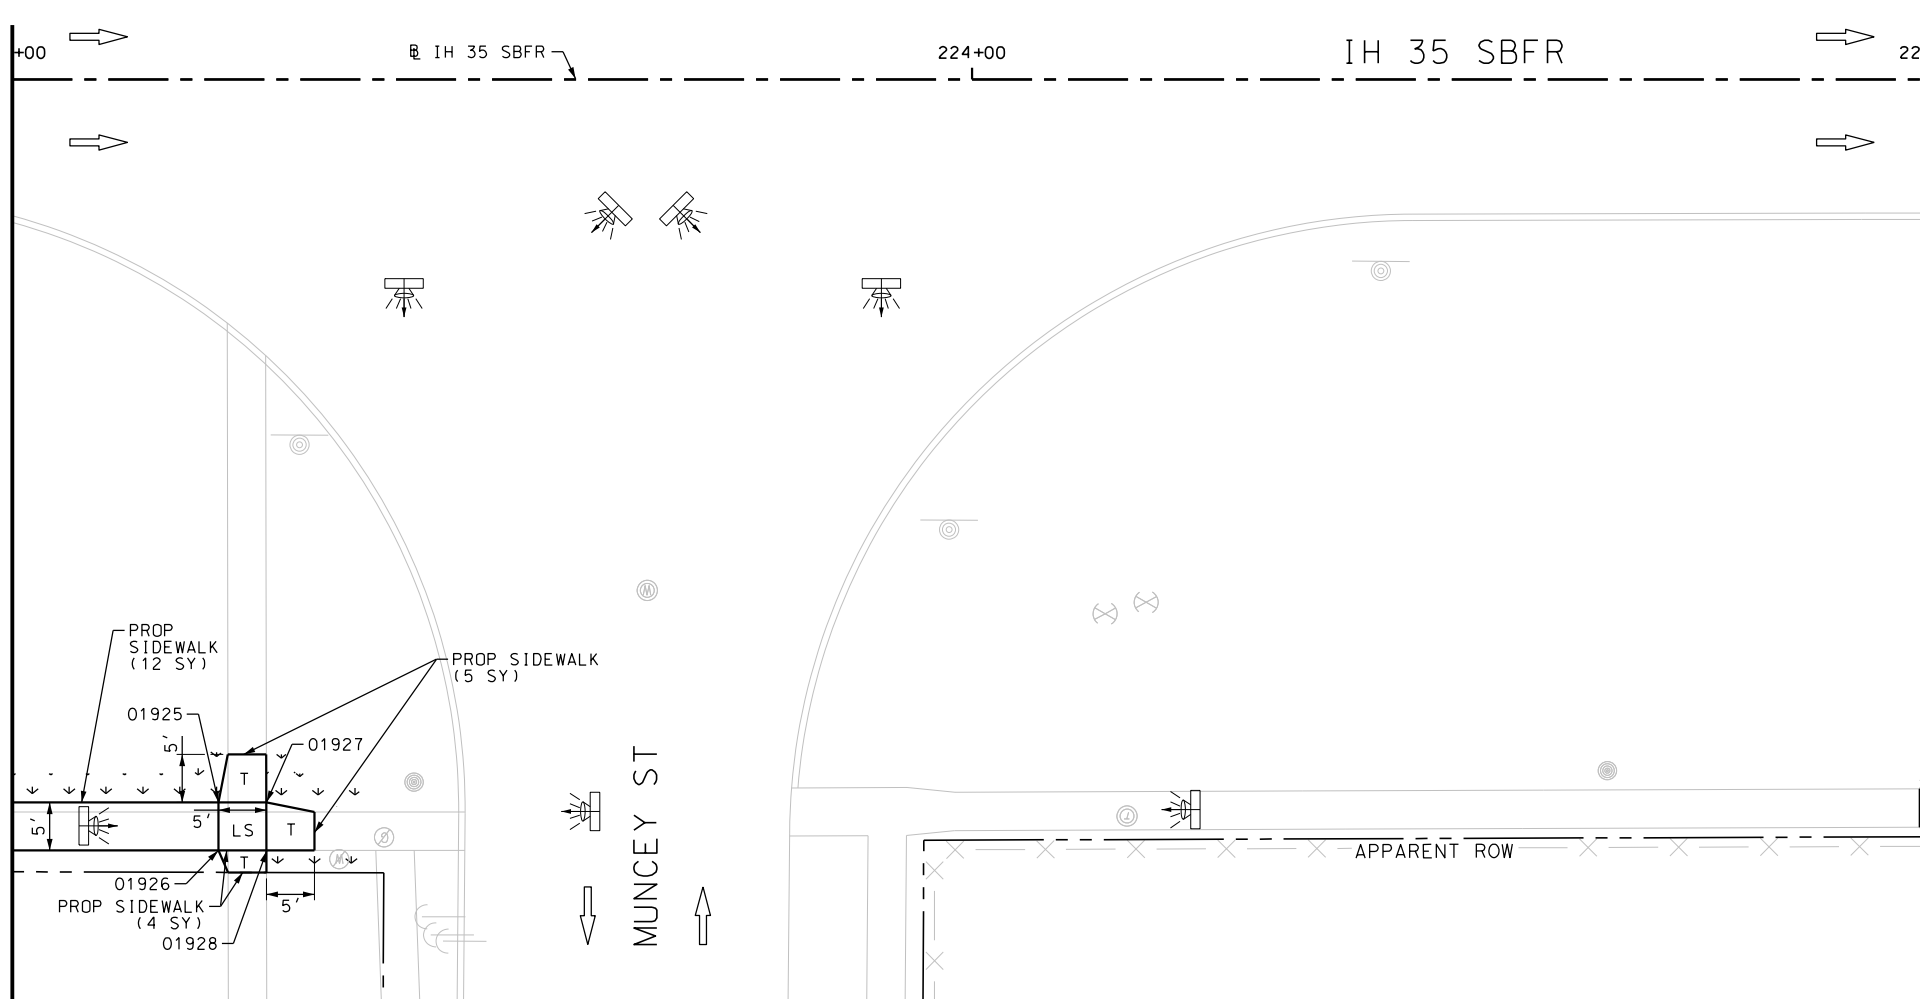 +00
BL IH 35 SBFR
224+00
IH 35 SBFR
22
PROP
SIDEWALK
(12 SY)
PROP SIDEWALK
(5 SY)
01925
5'
01927
T
5'
5'
LS
T
T
W
T
APPARENT ROW
01926
PROP SIDEWALK
(4 SY)
01928
5'
MUNCEY ST